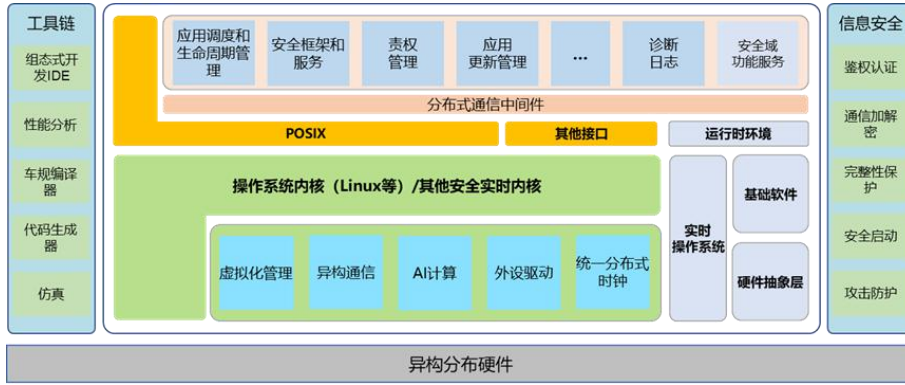 工具链
组态式开
发IDE
性能分析
车规编译
器
代码生成
器
仿真
应用调度和
生命周期管
理
安全框架和
服务
责权
管理
应用
更新管理
...
诊断
日志
安全域
功能服务
分布式通信中间件
POSIX
其他接口
运行时环境
操作系统内核（Linux等）/其他安全实时内核
虚拟化管理
异构通信
AI计算
外设驱动
统一分布式
时钟
实时
操作系统
基础软件
硬件抽象层
信息安全
鉴权认证
通信加解
密
完整性保
护
安全启动
攻击防护
异构分布硬件